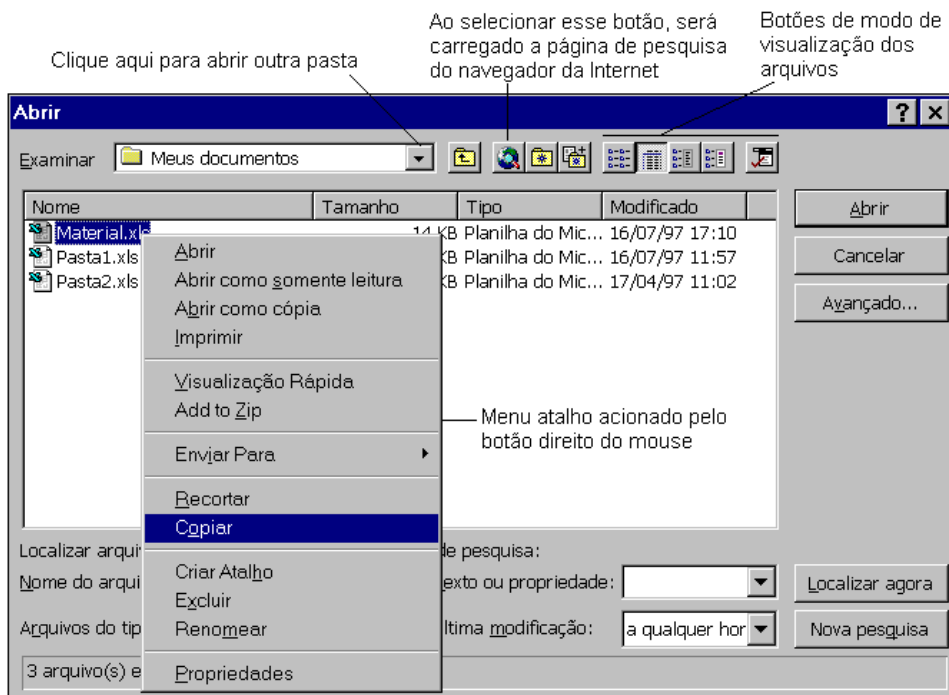 Clique aqui para abrir outra pasta
Ao selecionar esse botão, será
carregado a página de pesquisa
do navegador da Internet
Botões de modo de
visualização dos
arquivos
Abrir
Examinar Meus documentos
Nome Tamanho Tipo Modificado
Material.xls 14 KB Planilha do Mic... 16/07/97 17:10
Pasta1.xls KB Planilha do Mic... 16/07/97 11:57
Pasta2.xls KB Planilha do Mic... 17/04/97 11:02
Abrir
Cancelar
Avançado...
Abrir
Abrir como somente leitura
Abrir como cópia
Imprimir
Visualização Rápida
Add to Zip
Enviar Para
Recortar
Copiar
Criar Atalho
Excluir
Renomear
Propriedades
Menu atalho acionado pelo
botão direito do mouse
Localizar arqui de pesquisa:
Nome do arqui exto ou propriedade: Localizar agora
Arquivos do tip ltima modificação: a qualquer hor Nova pesquisa
3 arquivo(s) e